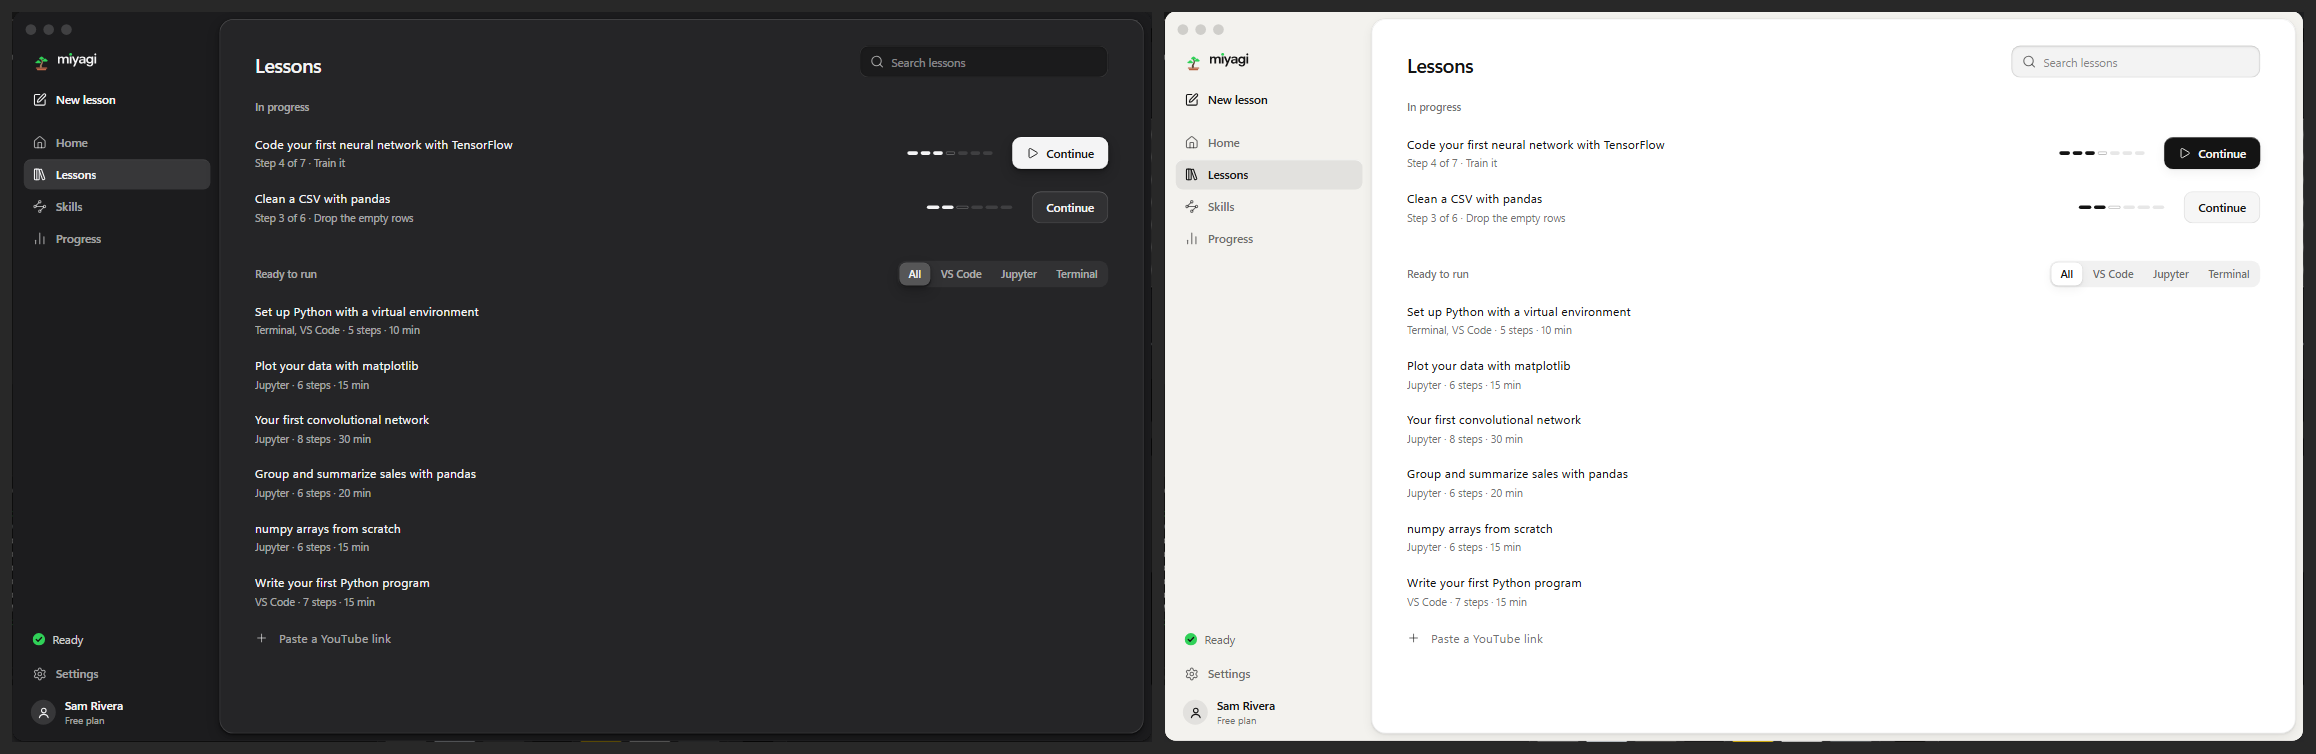 miyagi
New lesson
Home
Lessons
Skills
Progress
Ready
Settings
Sam Rivera
Free plan
Lessons
Search lessons
In progress
Code your first neural network with TensorFlow
Step 4 of 7 · Train it
Continue
Clean a CSV with pandas
Step 3 of 6 · Drop the empty rows
Continue
Ready to run
All VS Code Jupyter Terminal
Set up Python with a virtual environment
Terminal, VS Code · 5 steps · 10 min
Plot your data with matplotlib
Jupyter · 6 steps · 15 min
Your first convolutional network
Jupyter · 8 steps · 30 min
Group and summarize sales with pandas
Jupyter · 6 steps · 20 min
numpy arrays from scratch
Jupyter · 6 steps · 15 min
Write your first Python program
VS Code · 7 steps · 15 min
Paste a YouTube link
miyagi
New lesson
Home
Lessons
Skills
Progress
Ready
Settings
Sam Rivera
Free plan
Lessons
Search lessons
In progress
Code your first neural network with TensorFlow
Step 4 of 7 · Train it
Continue
Clean a CSV with pandas
Step 3 of 6 · Drop the empty rows
Continue
Ready to run
All VS Code Jupyter Terminal
Set up Python with a virtual environment
Terminal, VS Code · 5 steps · 10 min
Plot your data with matplotlib
Jupyter · 6 steps · 15 min
Your first convolutional network
Jupyter · 8 steps · 30 min
Group and summarize sales with pandas
Jupyter · 6 steps · 20 min
numpy arrays from scratch
Jupyter · 6 steps · 15 min
Write your first Python program
VS Code · 7 steps · 15 min
Paste a YouTube link